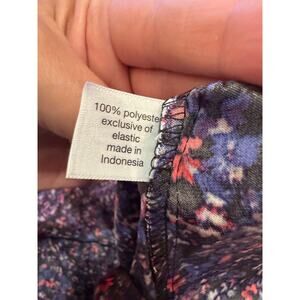 100% polyester
exclusive of
elastic
made in
Indonesia